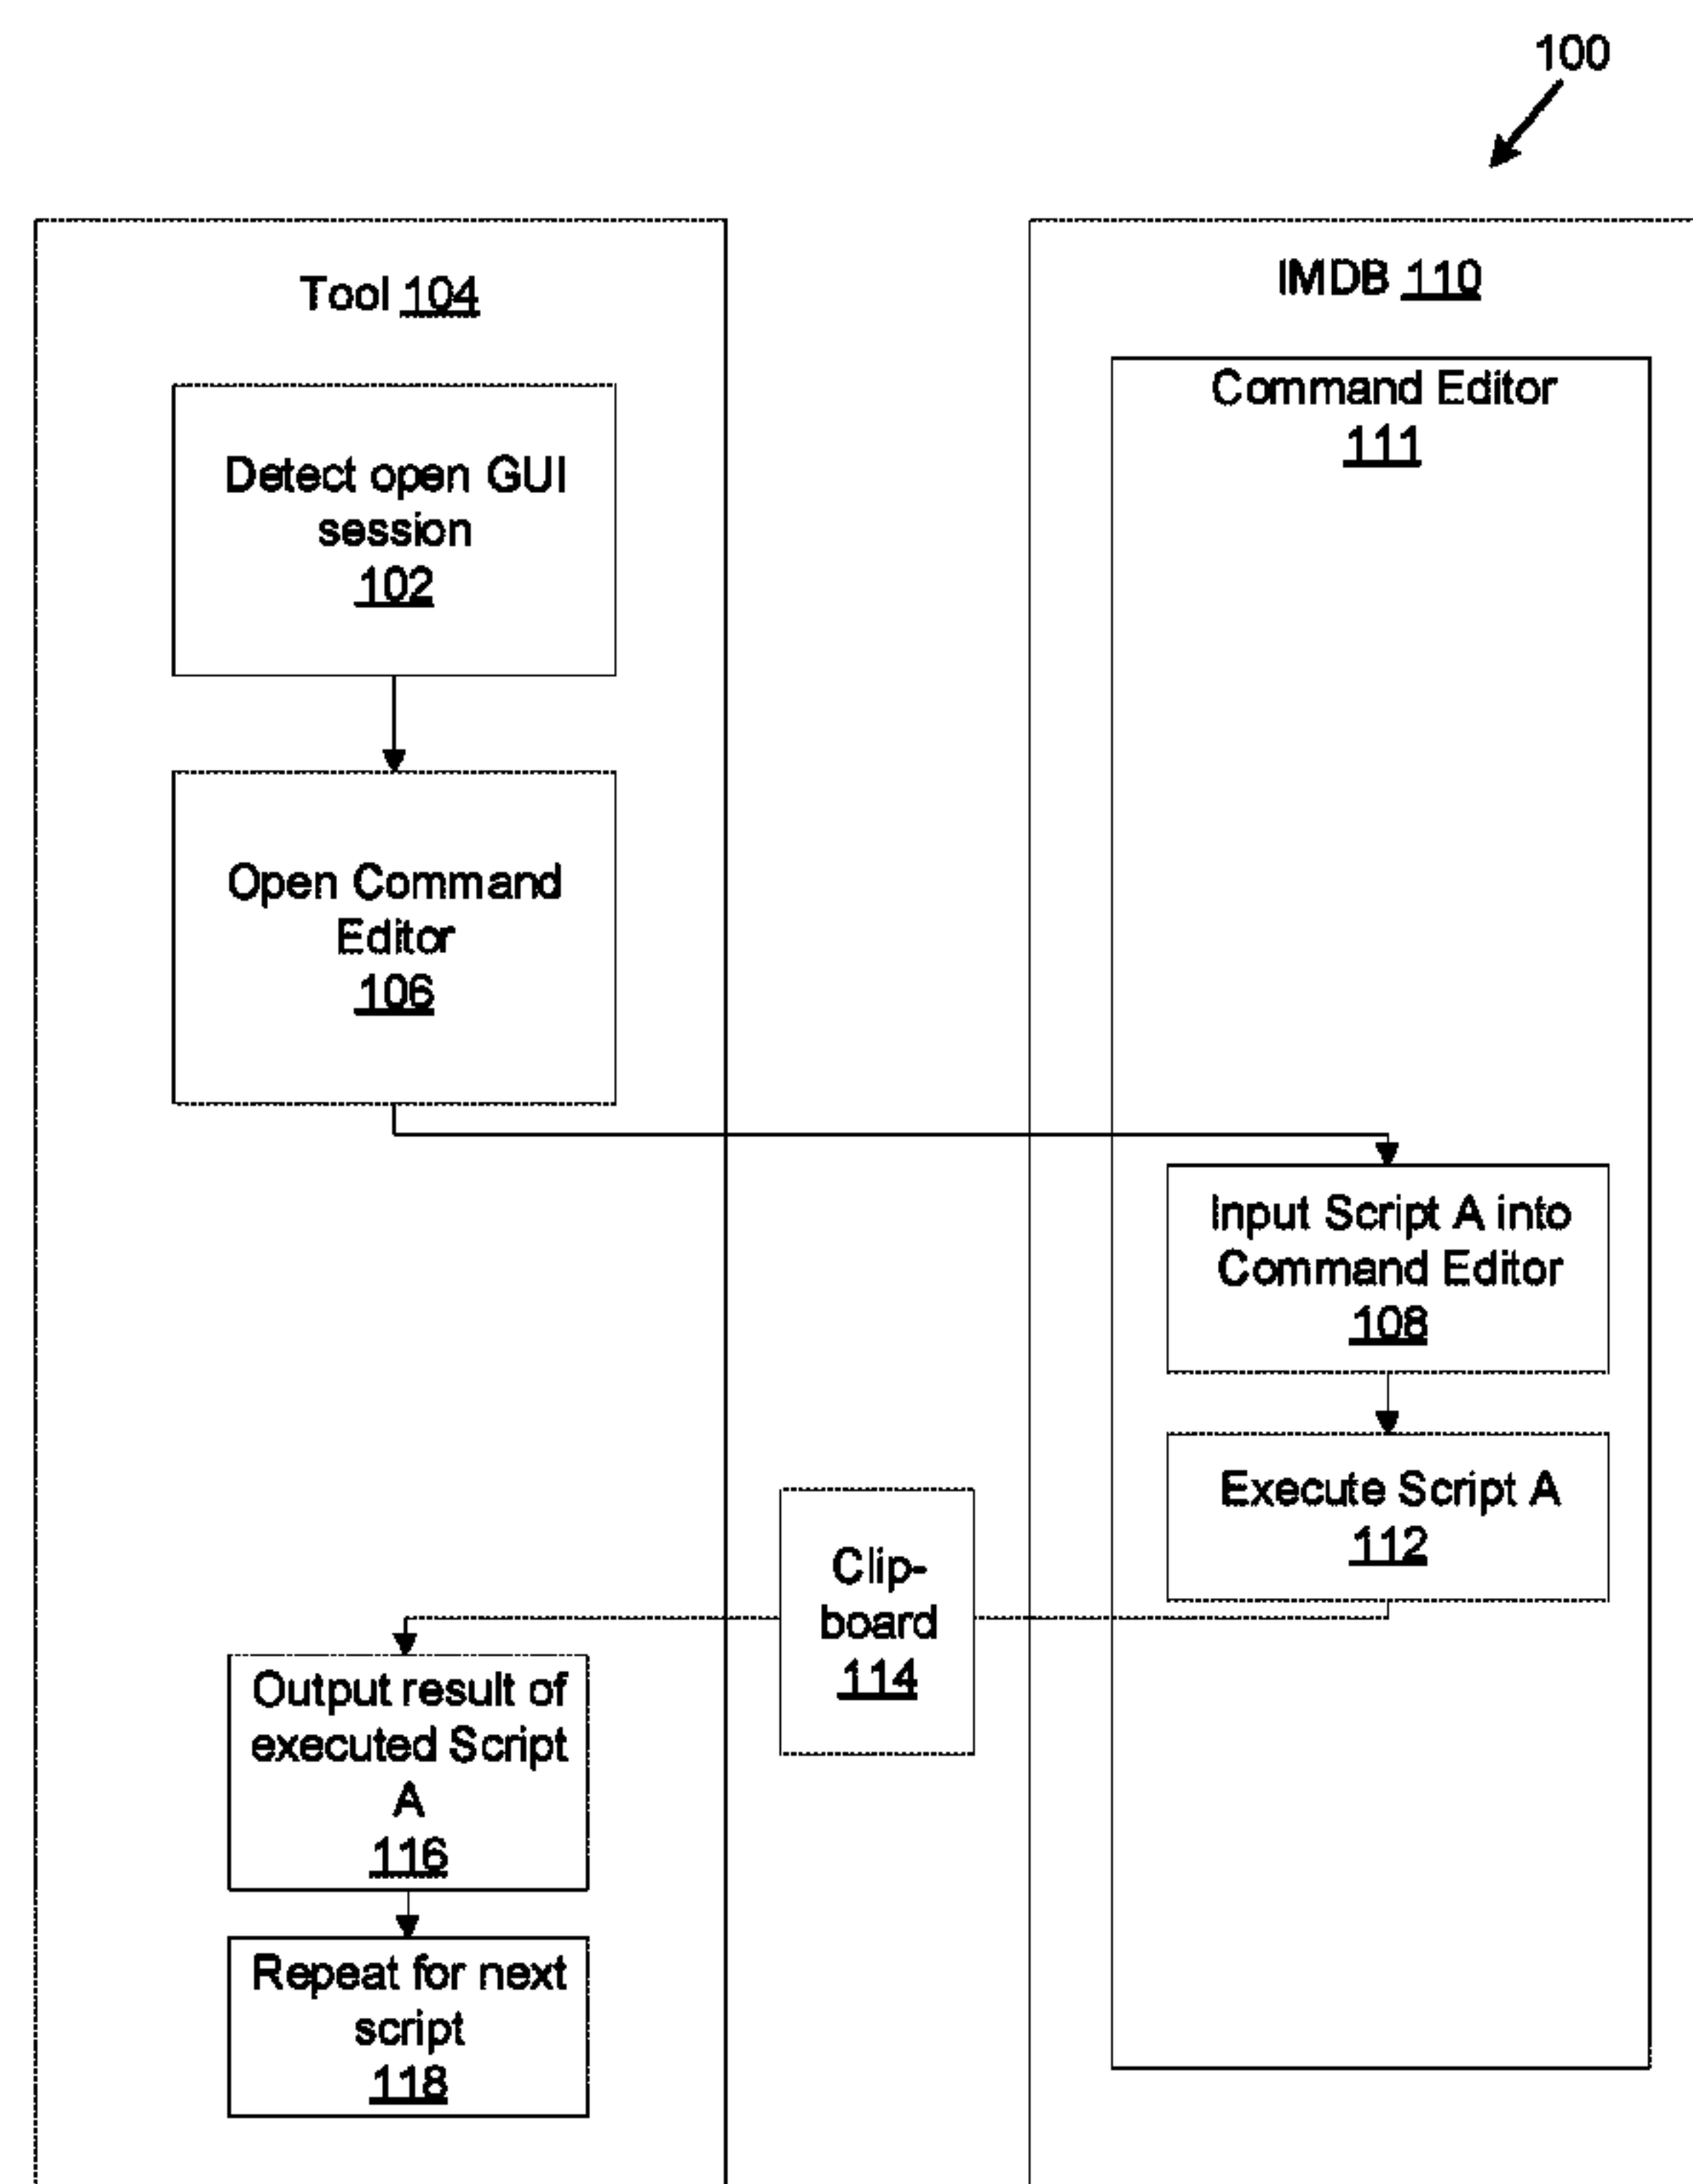 100
Tool 104
Detect open GUI
session
102
Open Command
Editor
106
IMDB 110
Command Editor
111
Input Script A into
Command Editor
108
Execute Script A
112
Clip-
board
114
Output result of
executed Script
A
116
Repeat for next
script
118